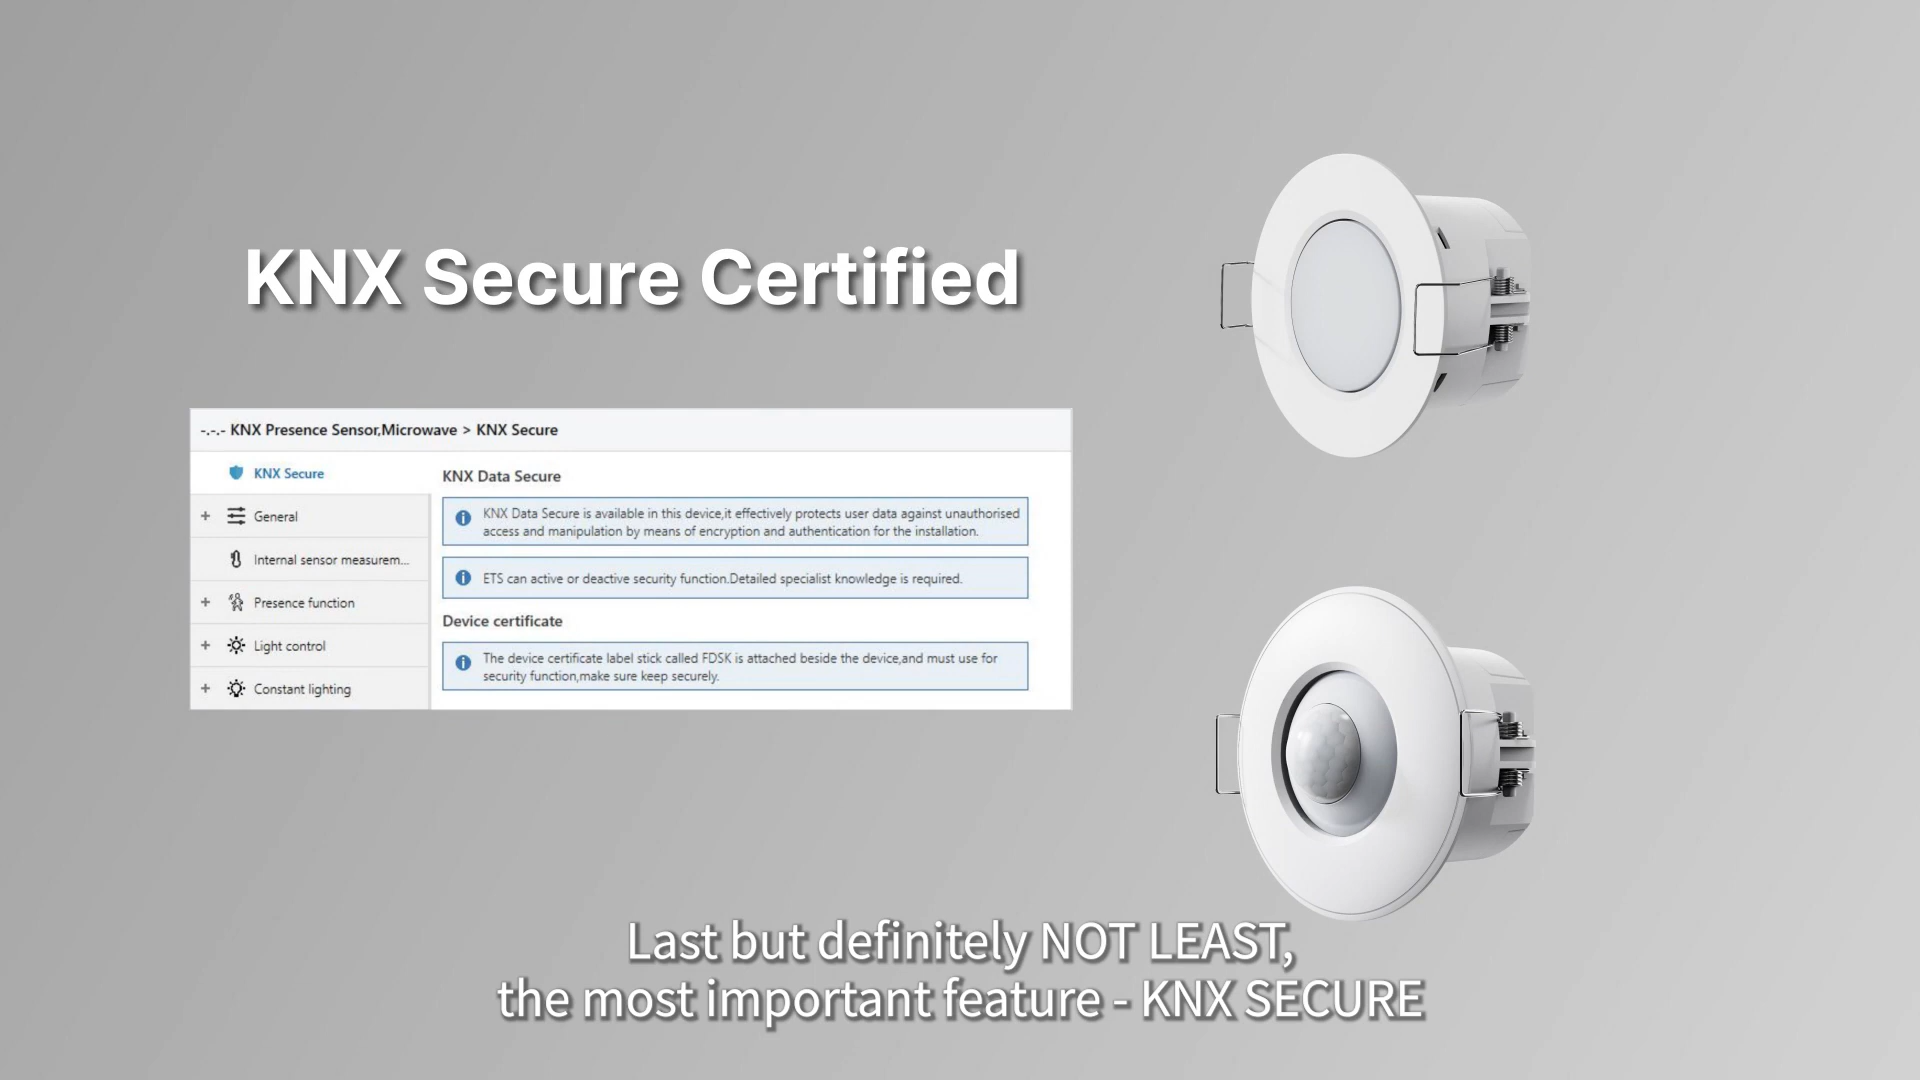 KNX Secure Certified
-.-.- KNX Presence Sensor,Microwave > KNX Secure
KNX Secure
+ General
Internal sensor measurem...
+ Presence function
+ Light control
+ Constant lighting
KNX Data Secure
KNX Data Secure is available in this device,it effectively protects user data against unauthorised
access and manipulation by means of encryption and authentication for the installation.
ETS can active or deactive security function.Detailed specialist knowledge is required.
Device certificate
The device certificate label stick called FDSK is attached beside the device,and must use for
security function,make sure keep securely.
Last but definitely NOT LEAST,
the most important feature - KNX SECURE